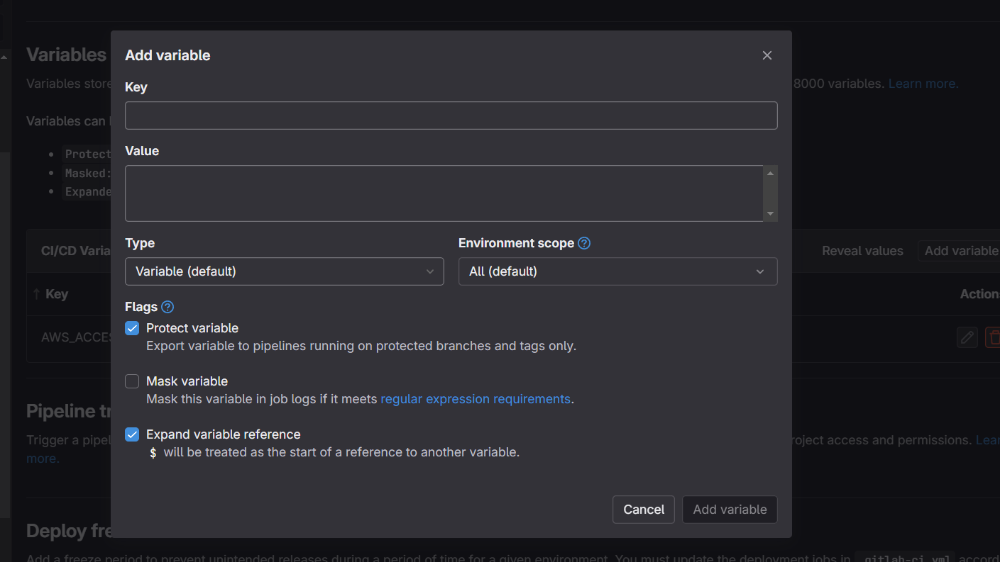 Add variable
Key
Value
Type
Environment scope
Variable (default)
All (default)
Flags
Protect variable
Export variable to pipelines running on protected branches and tags only.
Mask variable
Mask this variable in job logs if it meets regular expression requirements.
Expand variable reference
$ will be treated as the start of a reference to another variable.
Cancel
Add variable
Variables
Variables store
8000 variables. Learn more.
Variables can
Protect
Masked:
Expande
CI/CD Varia
Reveal values
Add variable
↑ Key
Action
AWS_ACCES
Pipeline tr
Trigger a pipel
roject access and permissions. Lear
more.
Deploy fre
Add a freeze period to prevent unintended releases during a period of time for a given environment. You must update the deployment jobs in .gitlab-ci.yml accord